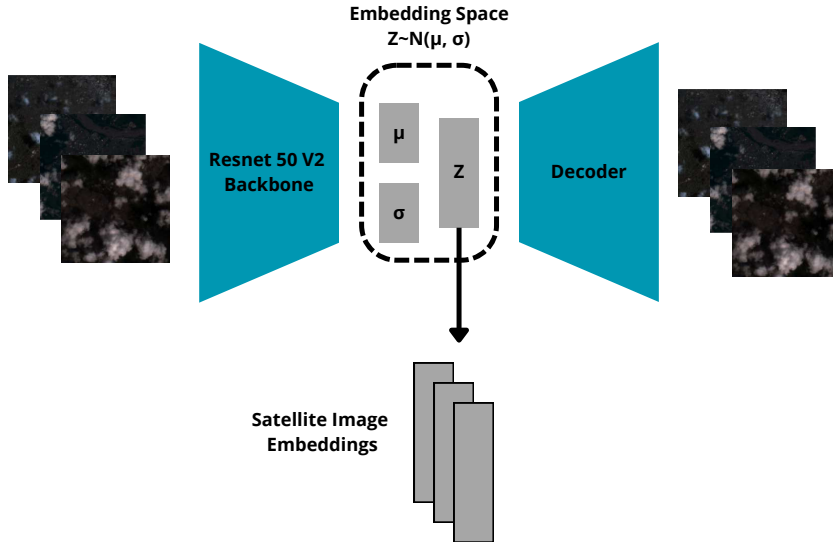 Embedding Space
Z~N(μ, σ)
Resnet 50 V2
Backbone
μ
σ
Z
Decoder
Satellite Image
Embeddings